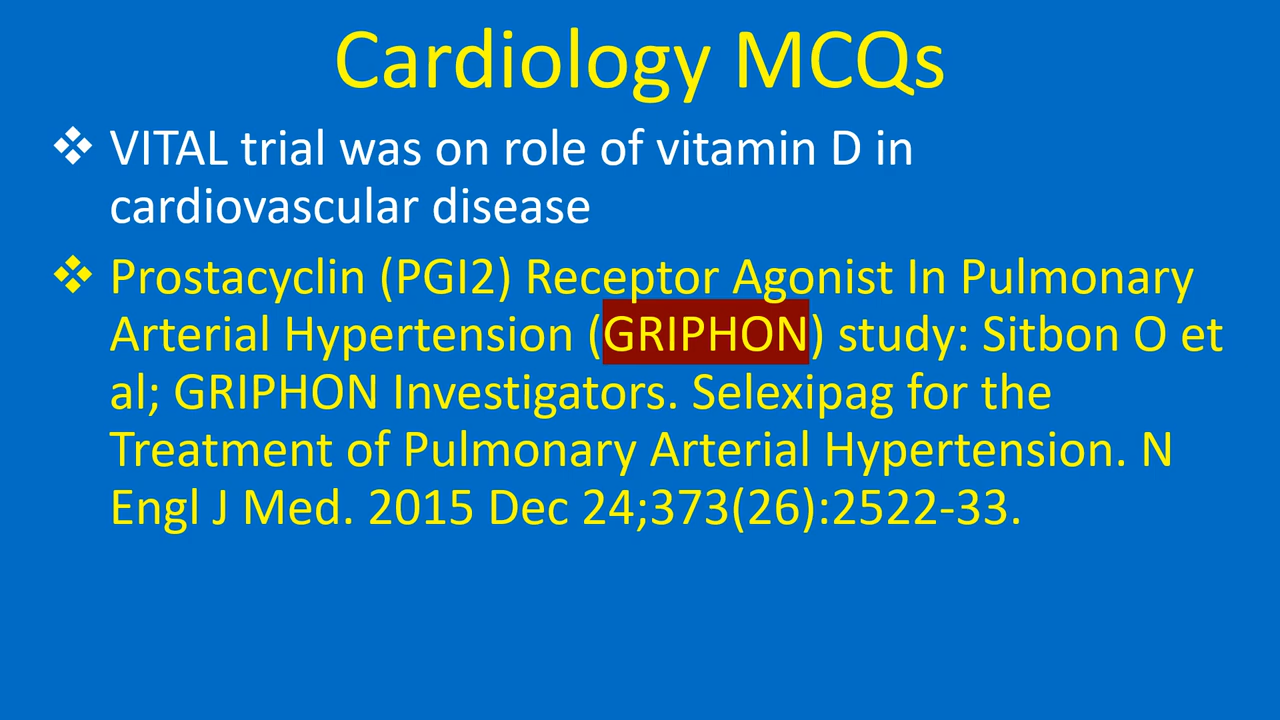 Cardiology MCQs
❖ VITAL trial was on role of vitamin D in
cardiovascular disease
❖ Prostacyclin (PGI2) Receptor Agonist In Pulmonary
Arterial Hypertension (GRIPHON) study: Sitbon O et
al; GRIPHON Investigators. Selexipag for the
Treatment of Pulmonary Arterial Hypertension. N
Engl J Med. 2015 Dec 24;373(26):2522-33.